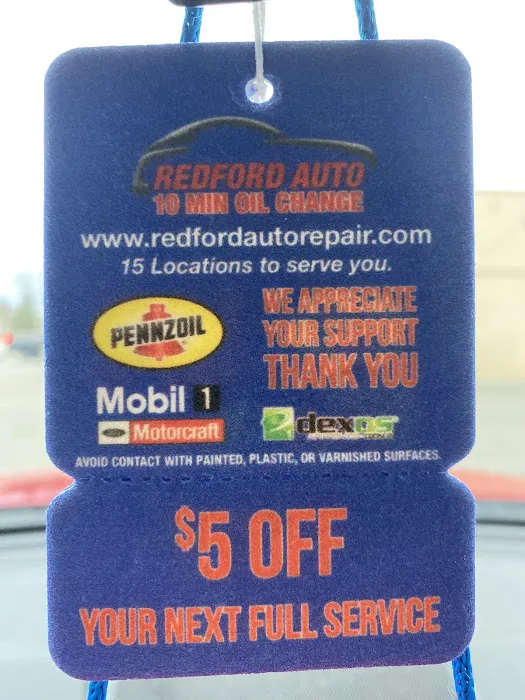 REDFORD AUTO
10 MIN OIL CHANGE
www.redfordautorepair.com
15 Locations to serve you.
PENNZOIL
WE APPRECIATE
YOUR SUPPORT
THANK YOU
Mobil 1
Motorcraft
dexos
AVOID CONTACT WITH PAINTED, PLASTIC, OR VARNISHED SURFACES.
$5 OFF
YOUR NEXT FULL SERVICE